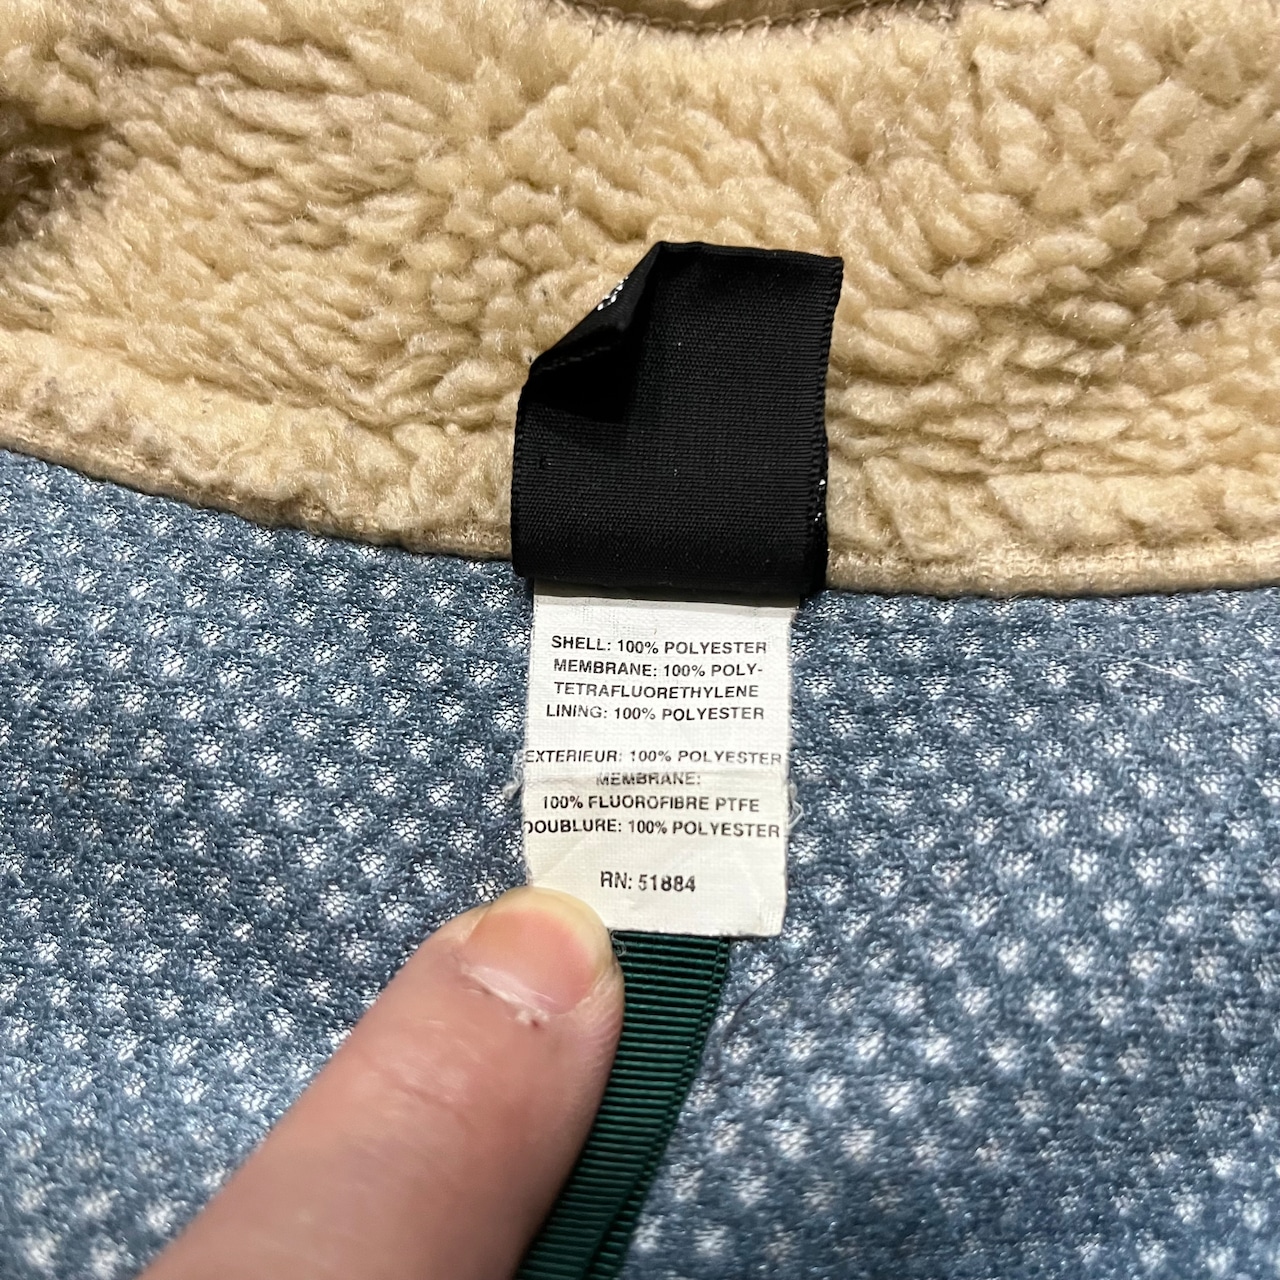 SHELL: 100% POLYESTER
MEMBRANE: 100% POLY-
TETRAFLUORETHYLENE
LINING: 100% POLYESTER
EXTERIEUR: 100% POLYESTER
MEMBRANE:
100% FLUOROFIBRE PTFE
DOUBLURE: 100% POLYESTER
RN: 51884